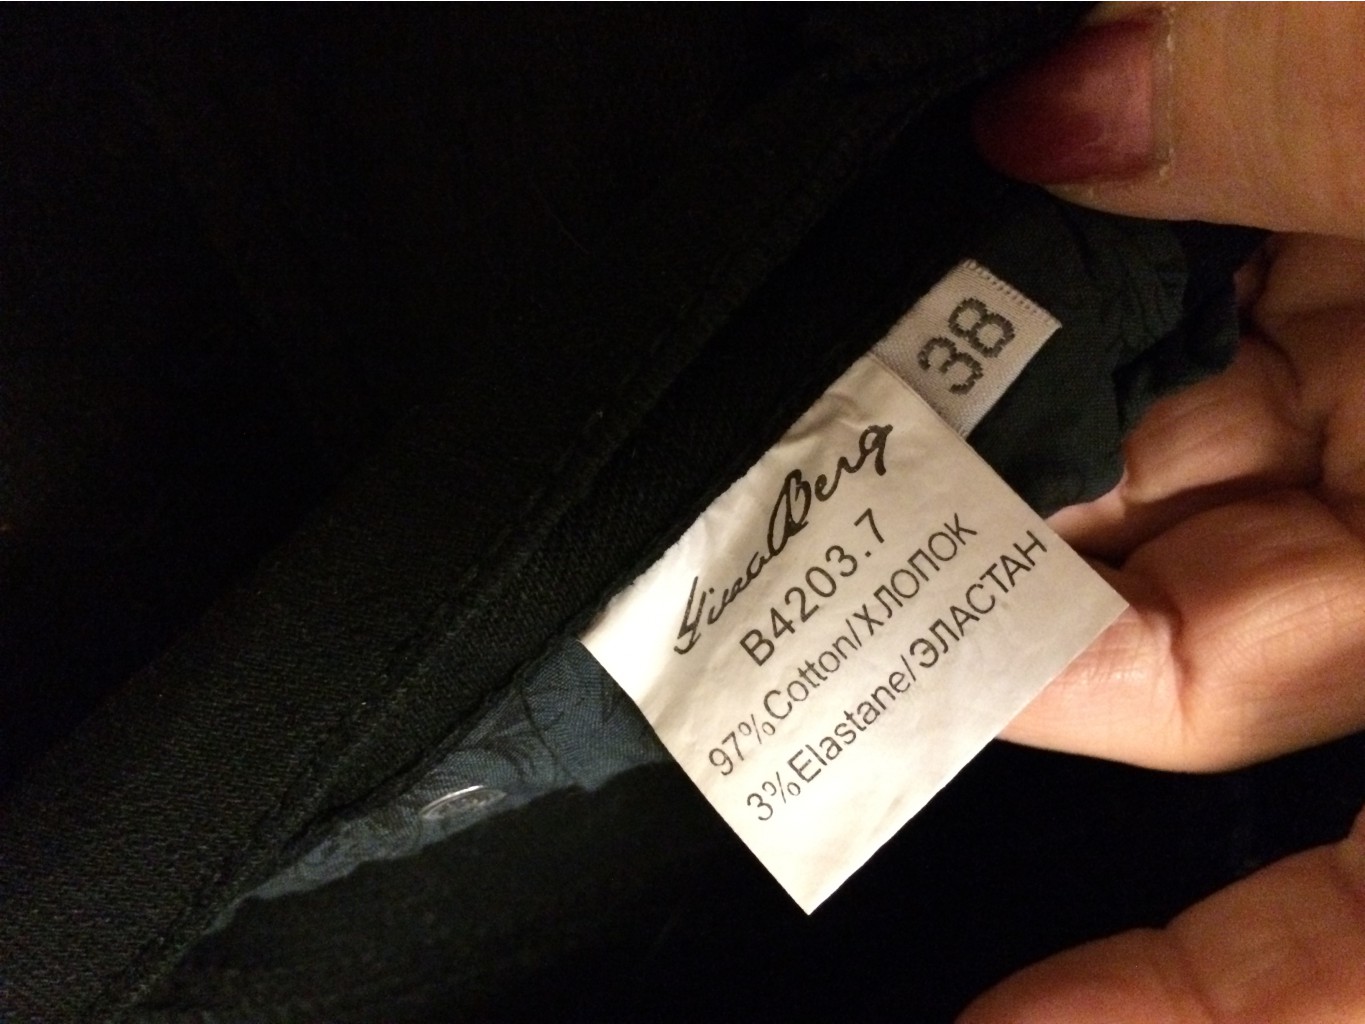 38
B4203.7
97%Cotton/ХЛОПОК
3%Elastane/ЭЛАСТАН